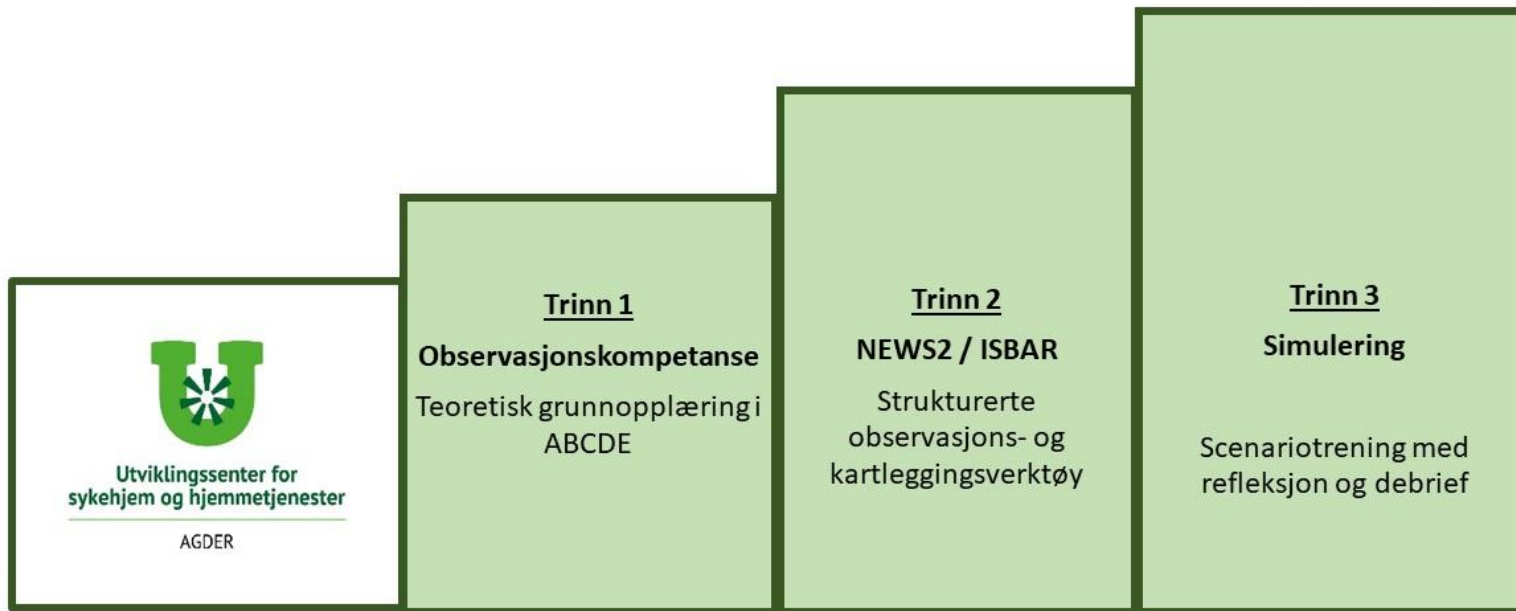 Utviklingssenter for
sykehjem og hjemmetjenester
AGDER
Trinn 1
Observasjonskompetanse
Teoretisk grunnopplæring i
ABCDE
Trinn 2
NEWS2 / ISBAR
Strukturerte
observasjons- og
kartleggingsverktøy
Trinn 3
Simulering
Scenariotrening med
refleksjon og debrief